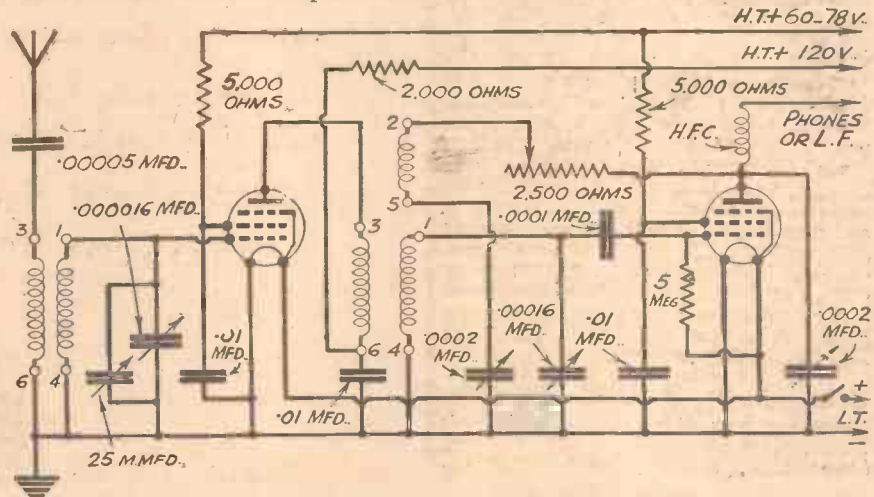 H.T.+ 60-78 V.
H.T.+ 120 V.
5,000
OHMS
2,000 OHMS
5,000
OHMS
H.F.C.
PHONES
OR L.F.
.00005 MFD.
.000016 MFD.
2
2,500 OHMS
.0001 MFD.
3
1
3
5
1
5
MEG
.0002
MFD.
.00016
MFD.
.01
MFD.
.0002
MFD.
.01
MFD.
6
4
6
4
.01 MFD.
25 M.MFD.
+
L.T.
−